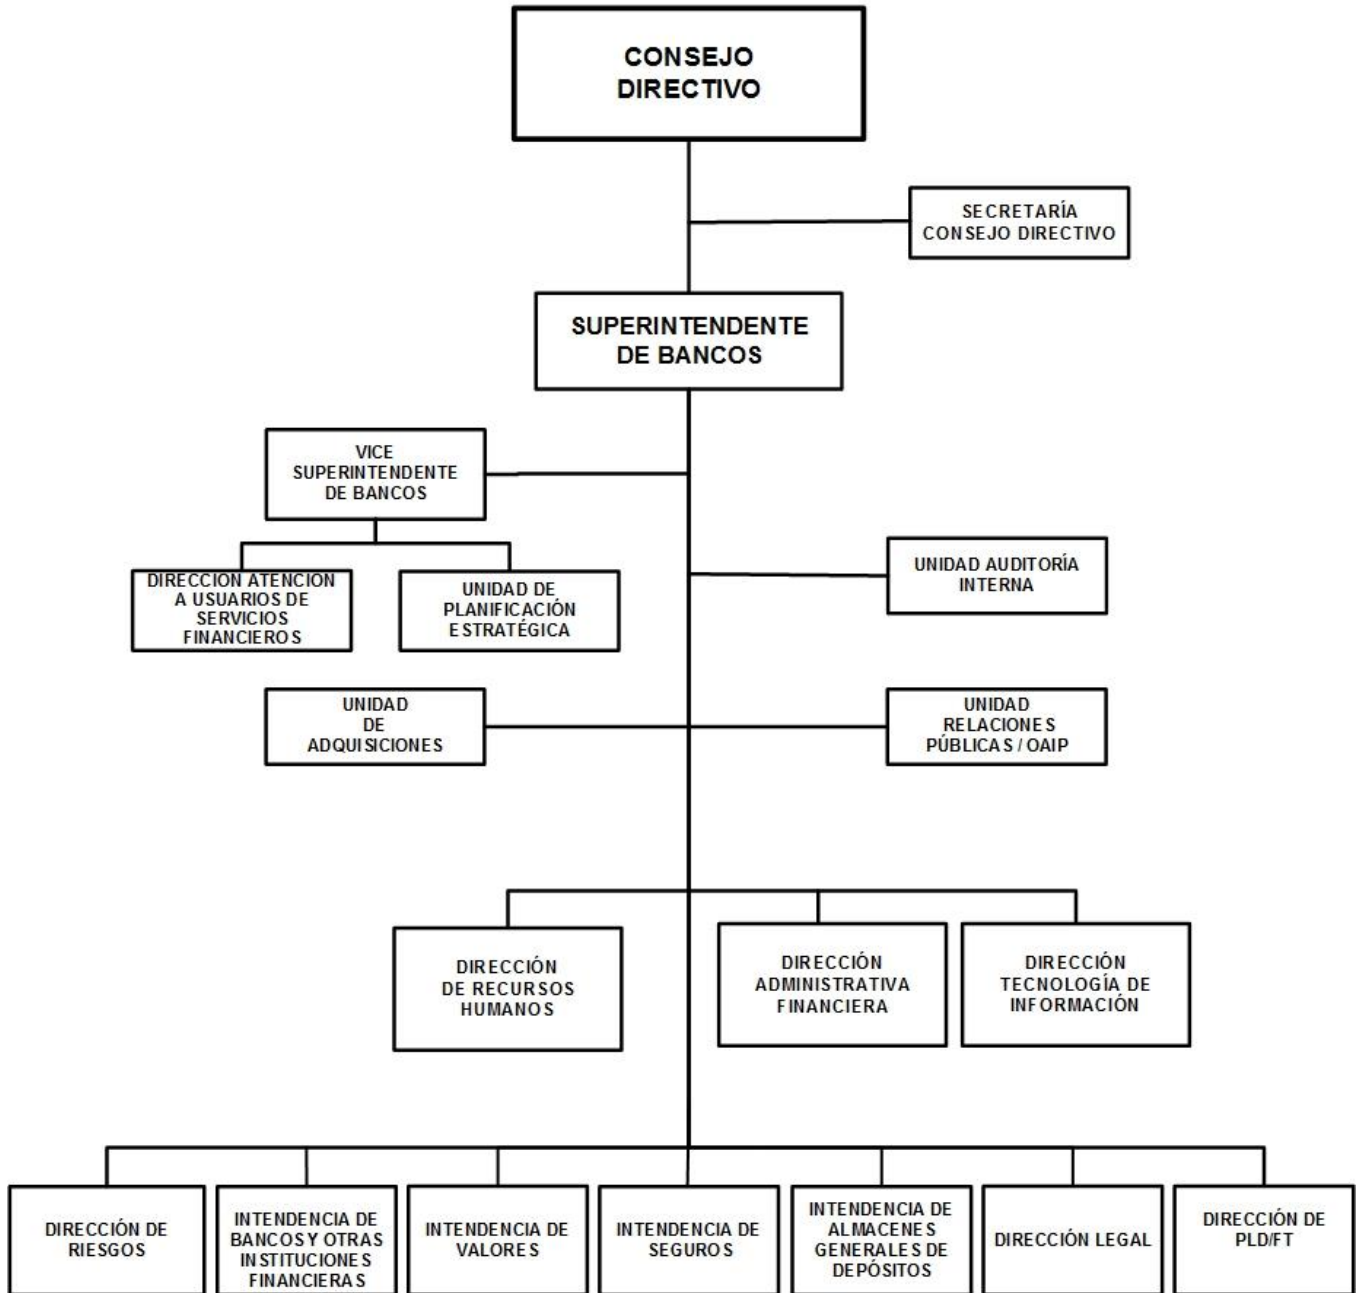 CONSEJO
DIRECTIVO
SECRETARÍA
CONSEJO DIRECTIVO
SUPERINTENDENTE
DE BANCOS
VICE
SUPERINTENDENTE
DE BANCOS
DIRECCION ATENCION
A USUARIOS DE
SERVICIOS
FINANCIEROS
UNIDAD DE
PLANIFICACIÓN
ESTRATÉGICA
UNIDAD AUDITORÍA
INTERNA
UNIDAD
DE
ADQUISICIONES
UNIDAD
RELACIONES
PÚBLICAS / OAIP
DIRECCIÓN
DE RECURSOS
HUMANOS
DIRECCIÓN
ADMINISTRATIVA
FINANCIERA
DIRECCIÓN
TECNOLOGÍA DE
INFORMACIÓN
DIRECCIÓN DE
RIESGOS
INTENDENCIA DE
BANCOS Y OTRAS
INSTITUCIONES
FINANCIERAS
INTENDENCIA DE
VALORES
INTENDENCIA DE
SEGUROS
INTENDENCIA DE
ALMACENES
GENERALES DE
DEPÓSITOS
DIRECCIÓN LEGAL
DIRECCIÓN DE
PLD/FT